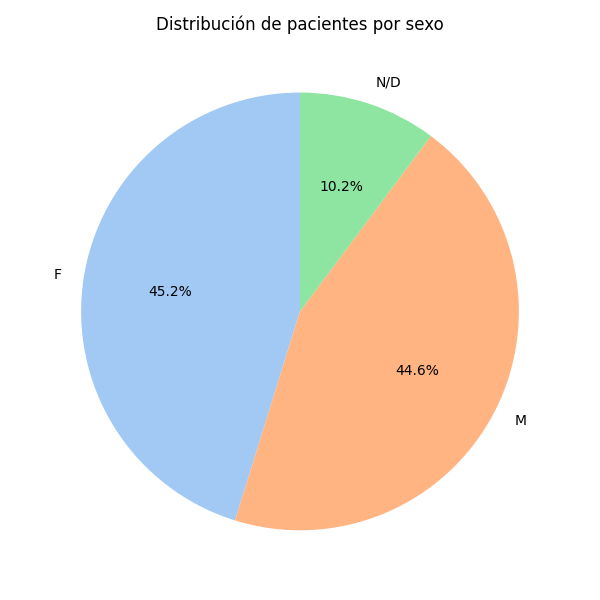 Distribución de pacientes por sexo
N/D
10.2%
F
45.2%
44.6%
M